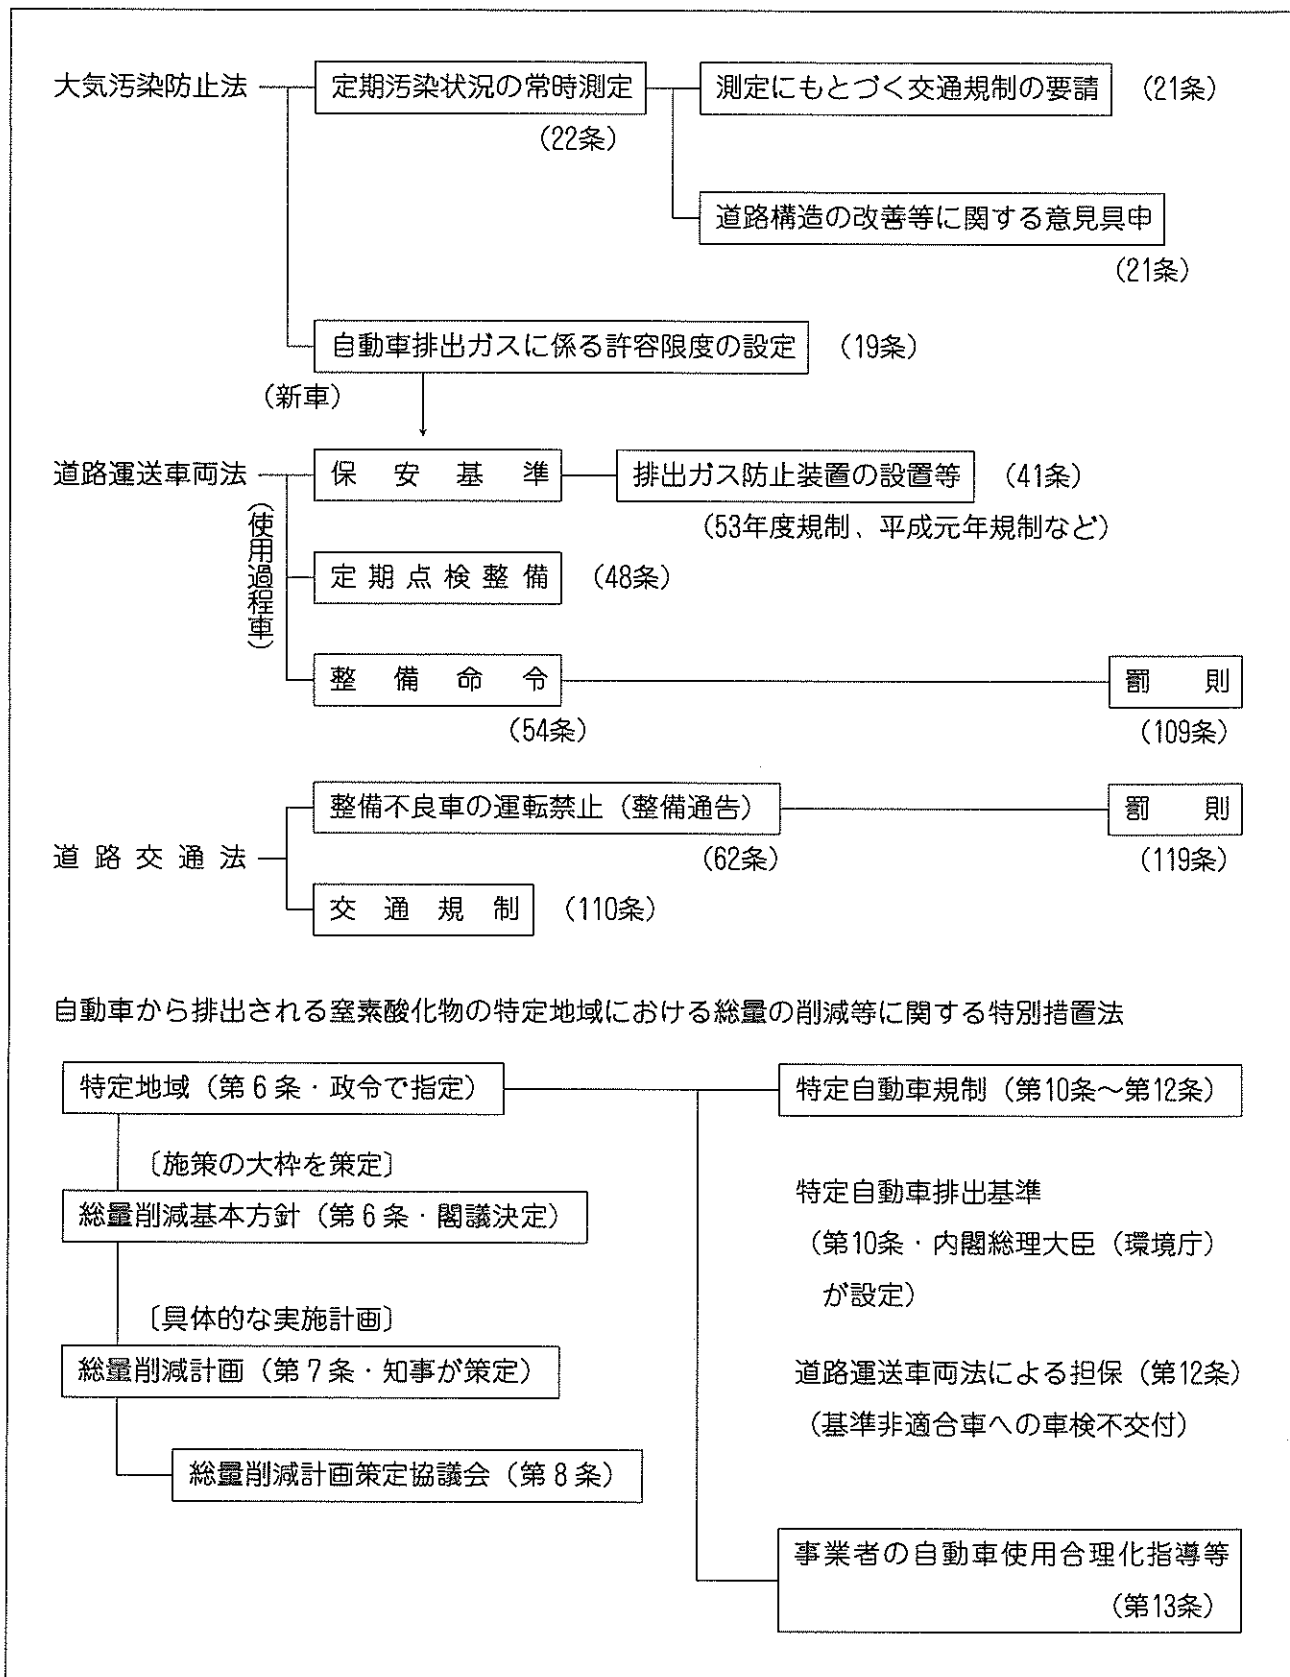 大気汚染防止法
定期汚染状況の常時測定
(22条)
測定にもとづく交通規制の要請
(21条)
道路構造の改善等に関する意見具申
(21条)
自動車排出ガスに係る許容限度の設定
(19条)
(新車)
道路運送車両法
(使用過程車)
保安基準
排出ガス防止装置の設置等
(41条)
(53年度規制、平成元年規制など)
定期点検整備
(48条)
整備命令
(54条)
罰則
(109条)
道路交通法
整備不良車の運転禁止(整備通告)
(62条)
罰則
(119条)
交通規制
(110条)
自動車から排出される窒素酸化物の特定地域における総量の削減等に関する特別措置法
特定地域(第6条・政令で指定)
〔施策の大枠を策定〕
総量削減基本方針(第6条・閣議決定)
〔具体的な実施計画〕
総量削減計画(第7条・知事が策定)
総量削減計画策定協議会(第8条)
特定自動車規制(第10条~第12条)
特定自動車排出基準
(第10条・内閣総理大臣(環境庁)
が設定)
道路運送車両法による担保(第12条)
(基準非適合車への車検不交付)
事業者の自動車使用合理化指導等
(第13条)